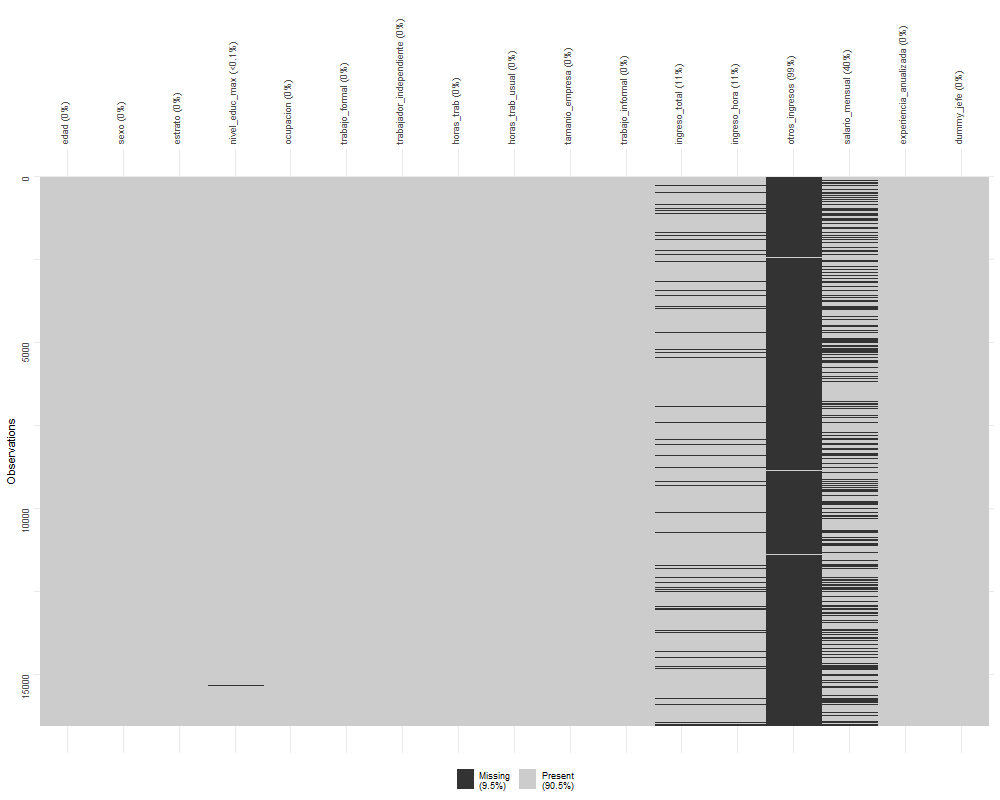 edad (0%)
sexo (0%)
estrato (0%)
nivel_educ_max (<0.1%)
ocupacion (0%)
trabajo_formal (0%)
trabajador_independiente (0%)
horas_trab (0%)
horas_trab_usual (0%)
tamanio_empresa (0%)
trabajo_informal (0%)
ingreso_total (11%)
ingreso_hora (11%)
otros_ingresos (99%)
salario_mensual (40%)
experiencia_anualizada (0%)
dummy_jefe (0%)
0
5000
10000
15000
Observations
Missing
(9.5%)
Present
(90.5%)